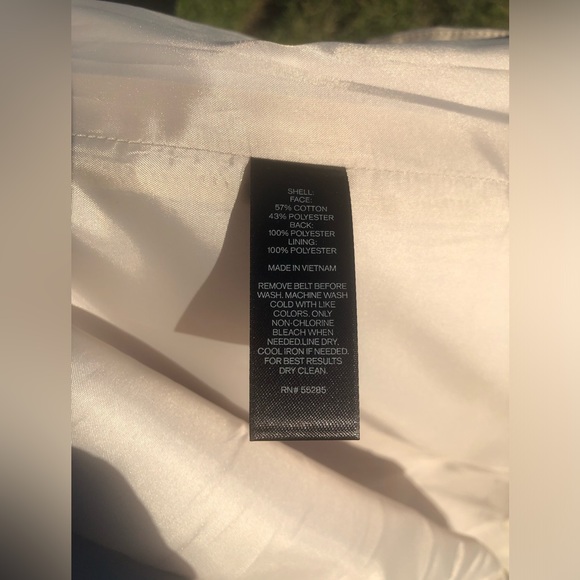 SHELL:
FACE:
57% COTTON
43% POLYESTER
BACK:
100% POLYESTER
LINING:
100% POLYESTER
MADE IN VIETNAM
REMOVE BELT BEFORE
WASH. MACHINE WASH
COLD WITH LIKE
COLORS. ONLY
NON-CHLORINE
BLEACH WHEN
NEEDED.LINE DRY.
COOL IRON IF NEEDED.
FOR BEST RESULTS
DRY CLEAN.
RN# 55285